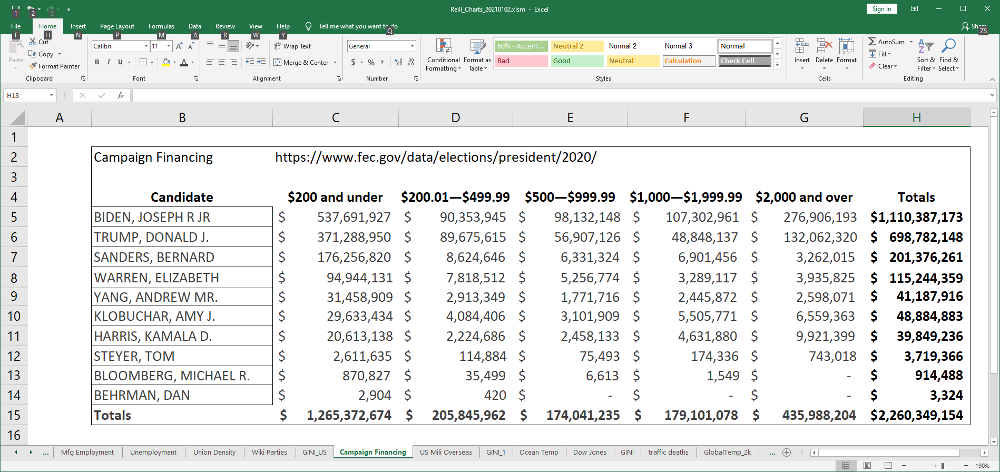 1 2 3
Reill_Charts_20210102.xlsm - Excel
Sign in
File Home Insert Page Layout Formulas Data Review View Help Tell me what you want to do
Share
F H N P M A R W Y Q ZS
Paste
Cut
Copy
Format Painter
Clipboard
Calibri 11 A A
B I U A
Font
ab Wrap Text
Merge & Center
Alignment
General
$ % , .00 .00
Number
Conditional Formatting
Format as Table
60% - Accent... Neutral 2 Normal 2 Normal 3 Normal
Bad Good Neutral Calculation Check Cell
Styles
Insert Delete Format
Cells
AutoSum
Fill
Clear
Sort & Filter
Find & Select
Editing
H18 fx
A B C D E F G H
1
2 Campaign Financing https://www.fec.gov/data/elections/president/2020/
3
4 Candidate $200 and under $200.01—$499.99 $500—$999.99 $1,000—$1,999.99 $2,000 and over Totals
5 BIDEN, JOSEPH R JR $ 537,691,927 $ 90,353,945 $ 98,132,148 $ 107,302,961 $ 276,906,193 $1,110,387,173
6 TRUMP, DONALD J. $ 371,288,950 $ 89,675,615 $ 56,907,126 $ 48,848,137 $ 132,062,320 $ 698,782,148
7 SANDERS, BERNARD $ 176,256,820 $ 8,624,646 $ 6,331,324 $ 6,901,456 $ 3,262,015 $ 201,376,261
8 WARREN, ELIZABETH $ 94,944,131 $ 7,818,512 $ 5,256,774 $ 3,289,117 $ 3,935,825 $ 115,244,359
9 YANG, ANDREW MR. $ 31,458,909 $ 2,913,349 $ 1,771,716 $ 2,445,872 $ 2,598,071 $ 41,187,916
10 KLOBUCHAR, AMY J. $ 29,633,434 $ 4,084,406 $ 3,101,909 $ 5,505,771 $ 6,559,363 $ 48,884,883
11 HARRIS, KAMALA D. $ 20,613,138 $ 2,224,686 $ 2,458,133 $ 4,631,880 $ 9,921,399 $ 39,849,236
12 STEYER, TOM $ 2,611,635 $ 114,884 $ 75,493 $ 174,336 $ 743,018 $ 3,719,366
13 BLOOMBERG, MICHAEL R. $ 870,827 $ 35,499 $ 6,613 $ 1,549 $ - $ 914,488
14 BEHRMAN, DAN $ 2,904 $ 420 $ - $ - $ - $ 3,324
15 Totals $ 1,265,372,674 $ 205,845,962 $ 174,041,235 $ 179,101,078 $ 435,988,204 $2,260,349,154
16
... Mfg Employment Unemployment Union Density Wiki Parties GINI_US Campaign Financing US Mili Overseas GINI_1 Ocean Temp Dow Jones GINI traffic deaths GlobalTemp_2k ...
190%